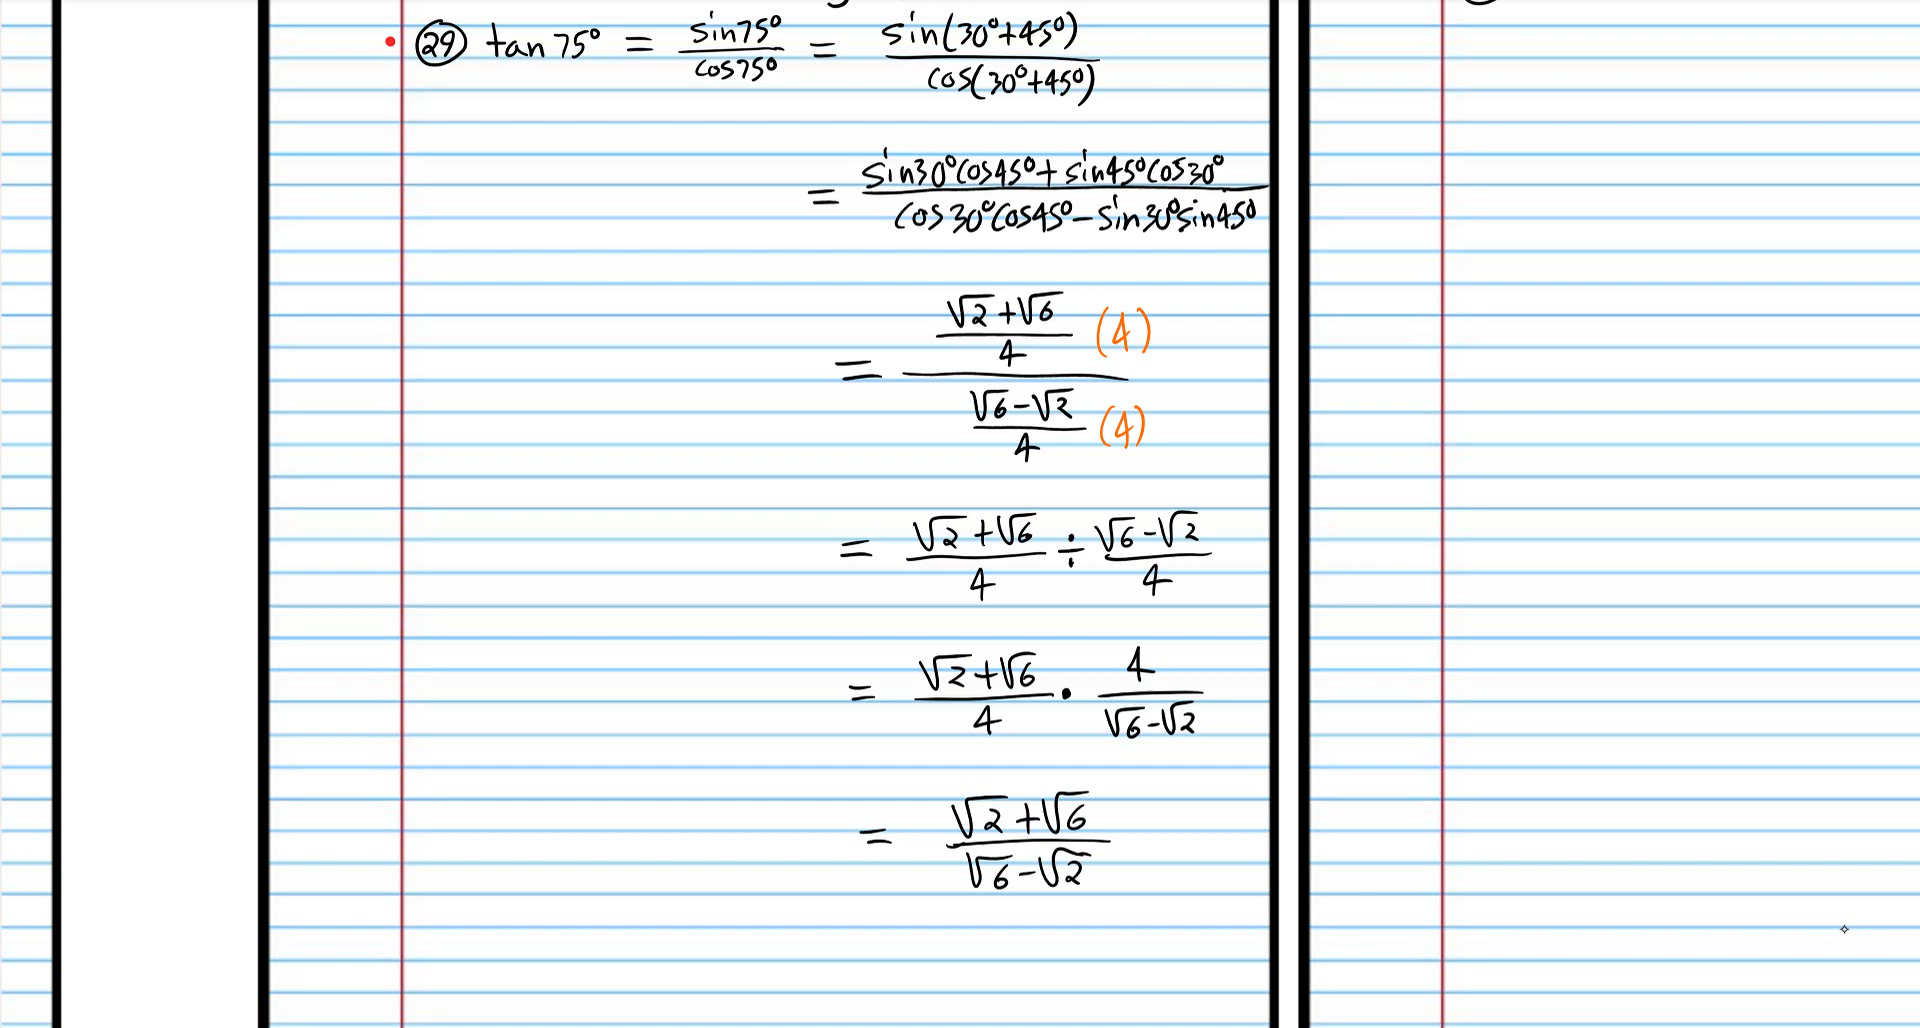 ㉙ tan 75° = sin75°/cos75° = sin(30°+45°)/cos(30°+45°)
= (sin30°cos45° + sin45°cos30°)/(cos30°cos45° − sin30°sin45°)
= ((√2+√6)/4 (4))/((√6−√2)/4 (4))
= (√2+√6)/4 ÷ (√6−√2)/4
= (√2+√6)/4 · 4/(√6−√2)
= (√2+√6)/(√6−√2)